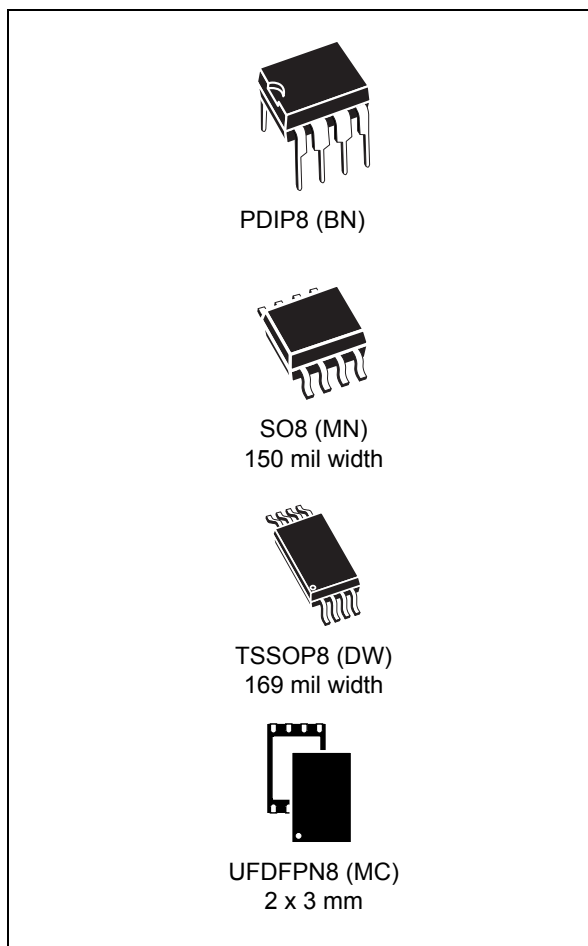 PDIP8 (BN)
SO8 (MN)
150 mil width
TSSOP8 (DW)
169 mil width
UFDFPN8 (MC)
2 x 3 mm